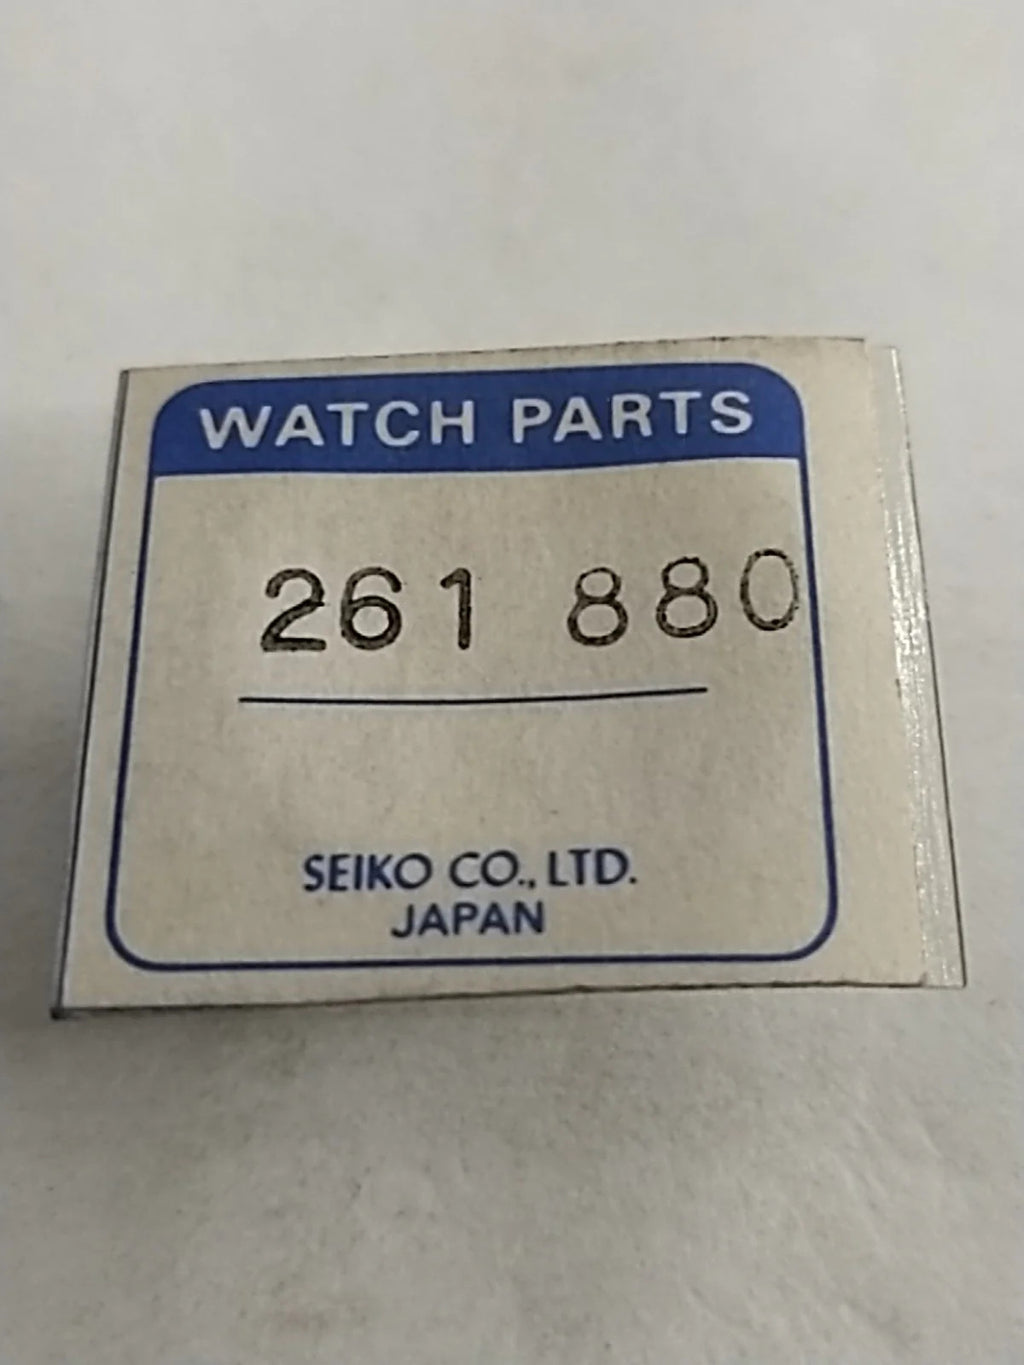 WATCH PARTS
261 880
SEIKO CO., LTD.
JAPAN